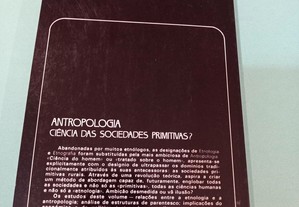 ANTROPOLOGIA
CIÊNCIA DAS SOCIEDADES PRIMITIVAS?
Abandonadas por muitos etnólogos, as designações de Etnologia
e Etnografia foram substituídas pela mais ambiciosa de Antropologia.
«Ciência do homem» ou «tratado sobre o homem», apresenta-se
explicitamente com o desígnio de ultrapassar os domínios tradi-
cionalmente atribuídos às suas antecessoras: as sociedades pri-
mitivas rurais. Através de uma revolução teórica, espera obter
um método de abordagem capaz de, futuramente, englobar todas
as sociedades e não só as «primitivas», todas as ciências humanas
e não só a «etnologia». Ambição desmedida ou vã ilusão?
Os estudos deste volume — relações entre a etnologia e a
antropologia; análise de estruturas de parentesco; implicações do